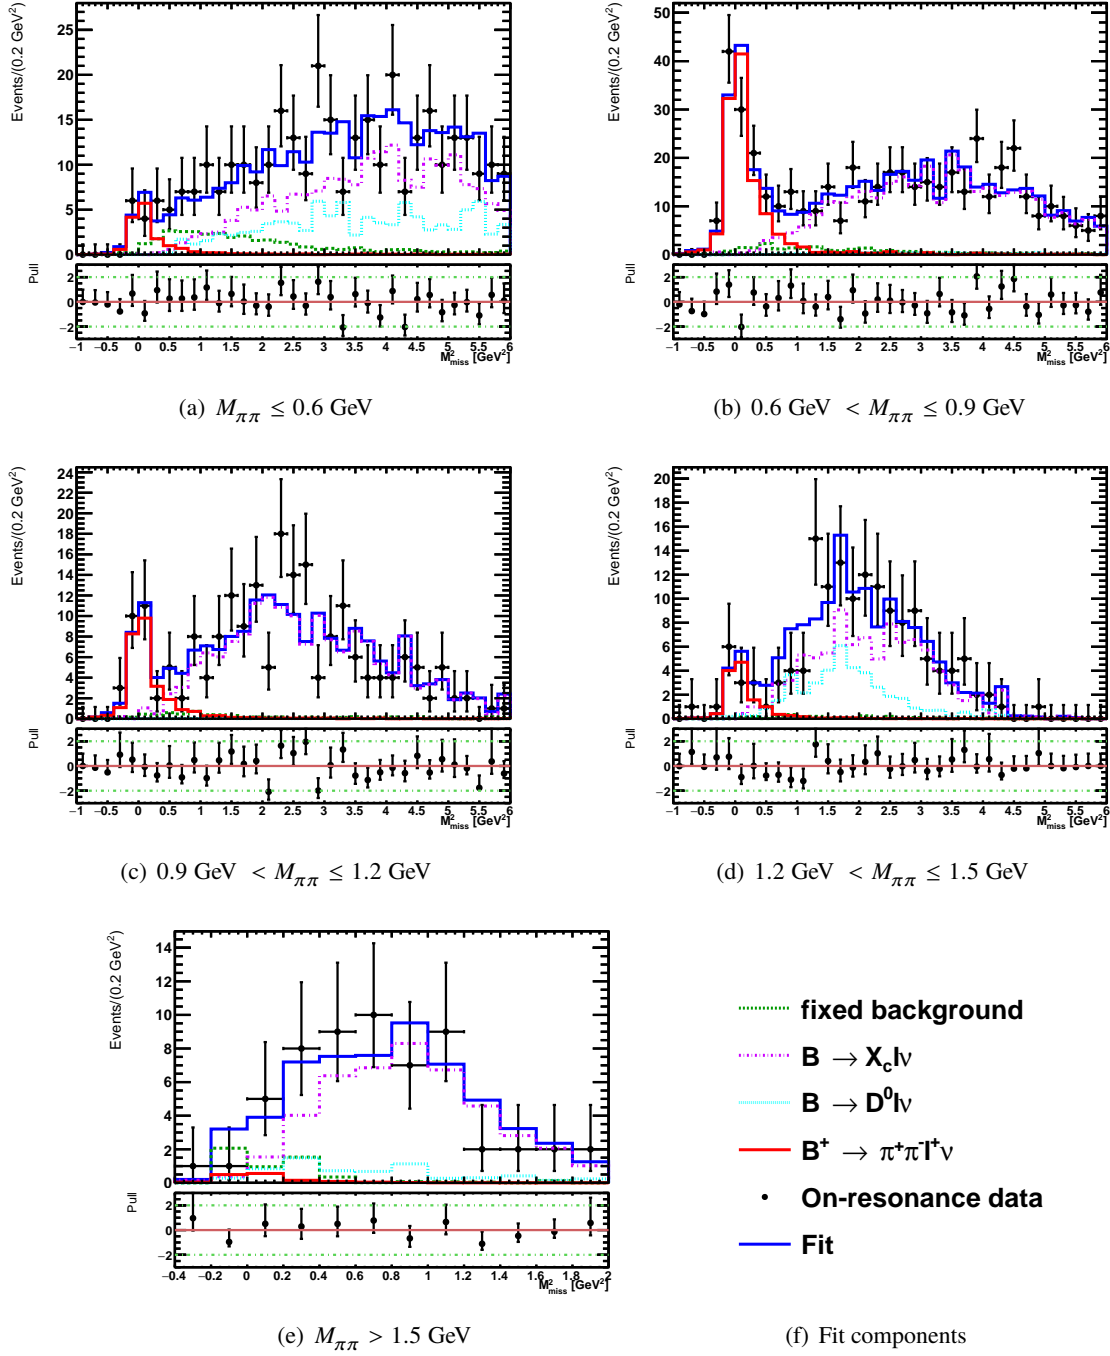 Events/(0.2 GeV²)
25
20
15
10
5
0
Pull
2
0
−2
−1 −0.5 0 0.5 1 1.5 2 2.5 3 3.5 4 4.5 5 5.5 6
M²miss [GeV²]
(a) Mππ ≤ 0.6 GeV
Events/(0.2 GeV²)
50
40
30
20
10
0
Pull
2
0
−2
−1 −0.5 0 0.5 1 1.5 2 2.5 3 3.5 4 4.5 5 5.5 6
M²miss [GeV²]
(b) 0.6 GeV < Mππ ≤ 0.9 GeV
Events/(0.2 GeV²)
24
22
20
18
16
14
12
10
8
6
4
2
0
Pull
2
0
−2
−1 −0.5 0 0.5 1 1.5 2 2.5 3 3.5 4 4.5 5 5.5 6
M²miss [GeV²]
(c) 0.9 GeV < Mππ ≤ 1.2 GeV
Events/(0.2 GeV²)
20
18
16
14
12
10
8
6
4
2
0
Pull
2
0
−2
−1 −0.5 0 0.5 1 1.5 2 2.5 3 3.5 4 4.5 5 5.5 6
M²miss [GeV²]
(d) 1.2 GeV < Mππ ≤ 1.5 GeV
Events/(0.2 GeV²)
14
12
10
8
6
4
2
0
Pull
2
0
−2
−0.4 −0.2 0 0.2 0.4 0.6 0.8 1 1.2 1.4 1.6 1.8 2
M²miss [GeV²]
(e) Mππ > 1.5 GeV
fixed background
B → Xclν
B → D⁰lν
B⁺ → π⁺π⁻l⁺ν
On-resonance data
Fit
(f) Fit components